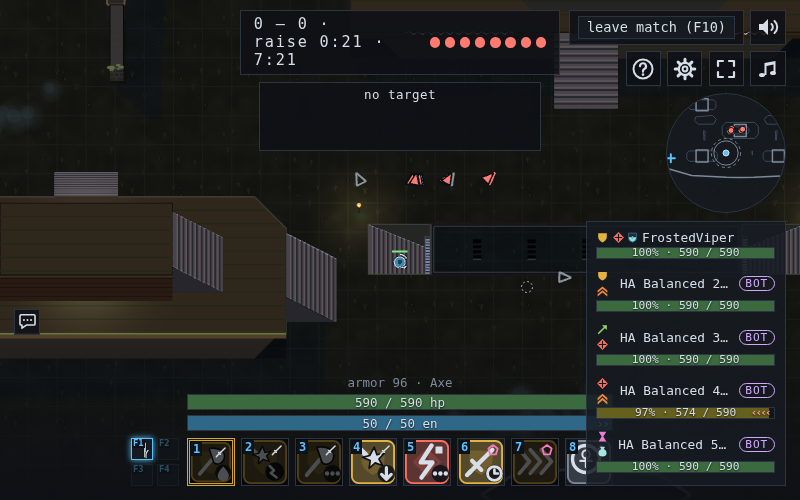 0 — 0 ·
raise 0:21 ·
7:21
leave match (F10)
no target
FrostedViper
100% · 590 / 590
HA Balanced 2… BOT
100% · 590 / 590
HA Balanced 3… BOT
100% · 590 / 590
HA Balanced 4… BOT
97% · 574 / 590 <<<<
HA Balanced 5… BOT
100% · 590 / 590
armor 96 · Axe
590 / 590 hp
50 / 50 en
F1 F2
F3 F4
1 2 3 4 5 6 7 8